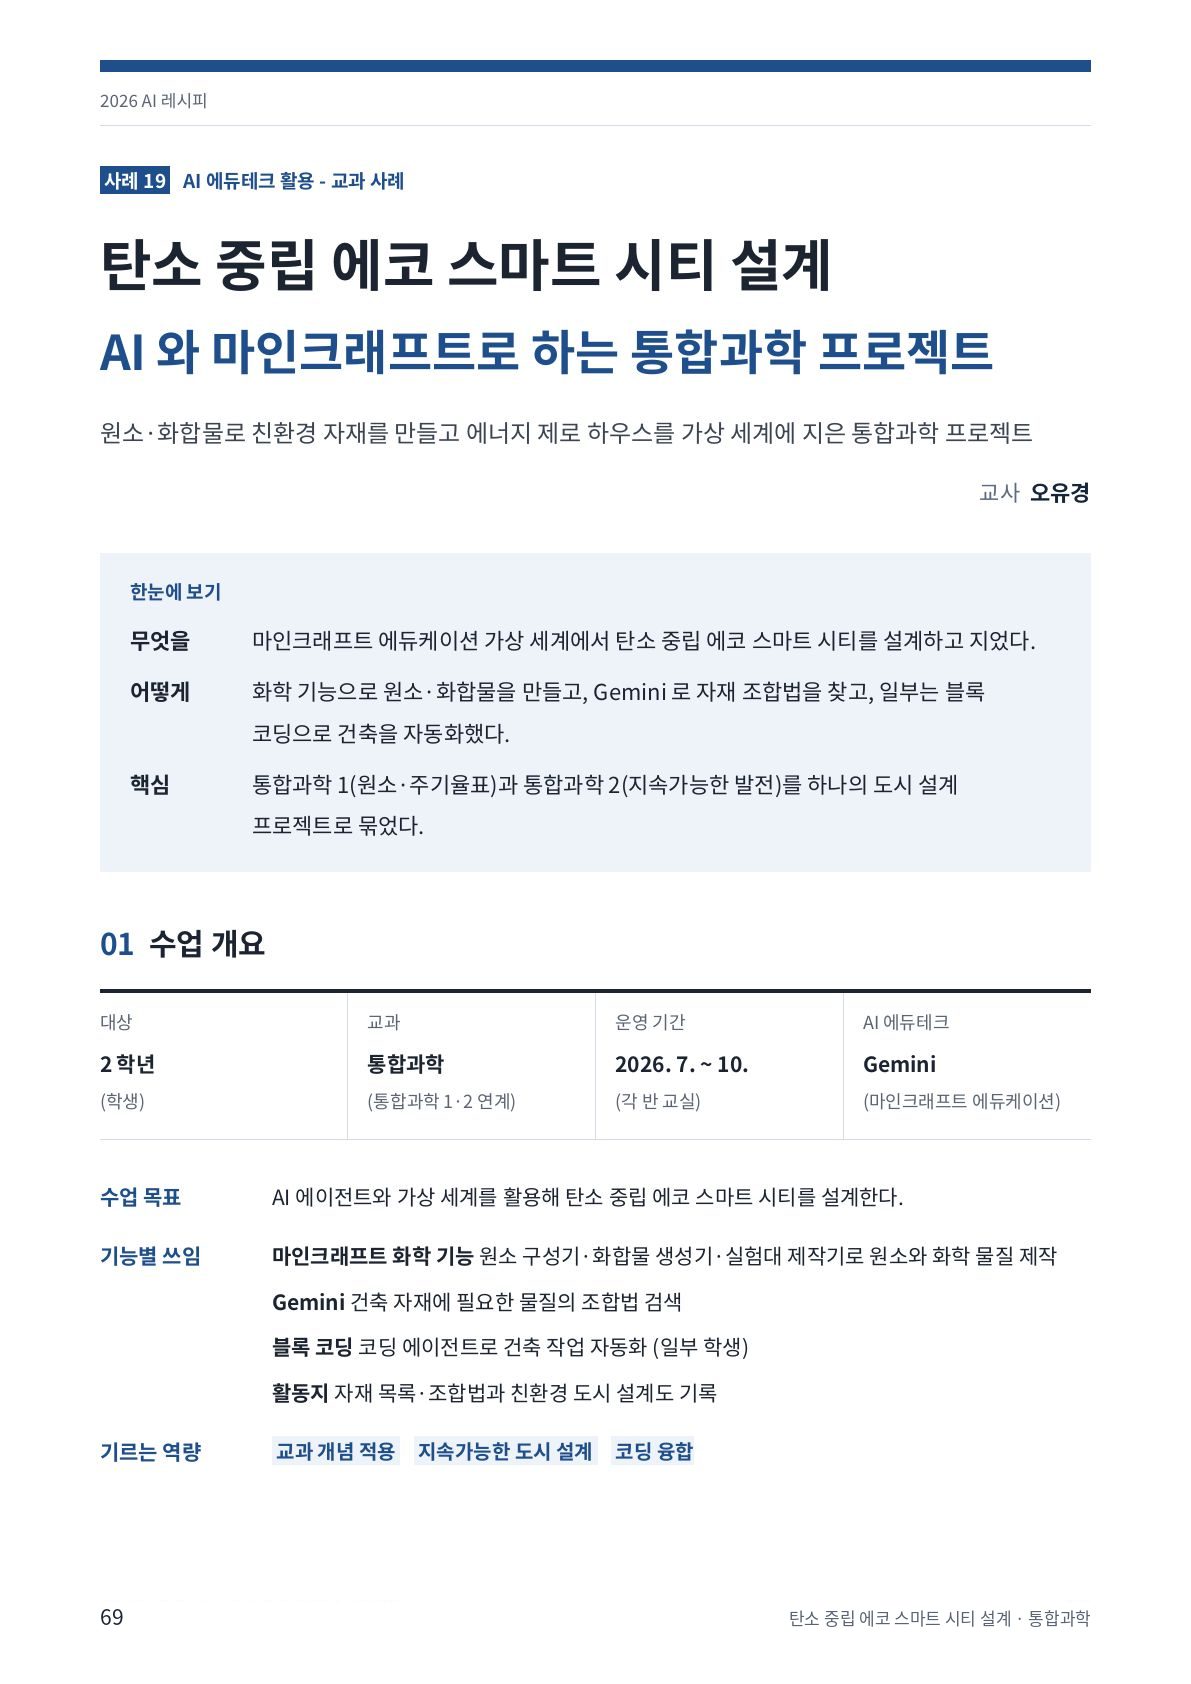 2026 AI 레시피
사례 19 AI 에듀테크 활용 - 교과 사례
탄소 중립 에코 스마트 시티 설계
AI 와 마인크래프트로 하는 통합과학 프로젝트
원소·화합물로 친환경 자재를 만들고 에너지 제로 하우스를 가상 세계에 지은 통합과학 프로젝트
교사 오유경
한눈에 보기
무엇을 마인크래프트 에듀케이션 가상 세계에서 탄소 중립 에코 스마트 시티를 설계하고 지었다.
어떻게 화학 기능으로 원소·화합물을 만들고, Gemini 로 자재 조합법을 찾고, 일부는 블록
코딩으로 건축을 자동화했다.
핵심 통합과학 1(원소·주기율표)과 통합과학 2(지속가능한 발전)를 하나의 도시 설계
프로젝트로 묶었다.
01 수업 개요
대상 교과 운영 기간 AI 에듀테크
2 학년 통합과학 2026. 7. ~ 10. Gemini
(학생) (통합과학 1·2 연계) (각 반 교실) (마인크래프트 에듀케이션)
수업 목표 AI 에이전트와 가상 세계를 활용해 탄소 중립 에코 스마트 시티를 설계한다.
기능별 쓰임 마인크래프트 화학 기능 원소 구성기·화합물 생성기·실험대 제작기로 원소와 화학 물질 제작
Gemini 건축 자재에 필요한 물질의 조합법 검색
블록 코딩 코딩 에이전트로 건축 작업 자동화 (일부 학생)
활동지 자재 목록·조합법과 친환경 도시 설계도 기록
기르는 역량 교과 개념 적용 지속가능한 도시 설계 코딩 융합
69 탄소 중립 에코 스마트 시티 설계 · 통합과학